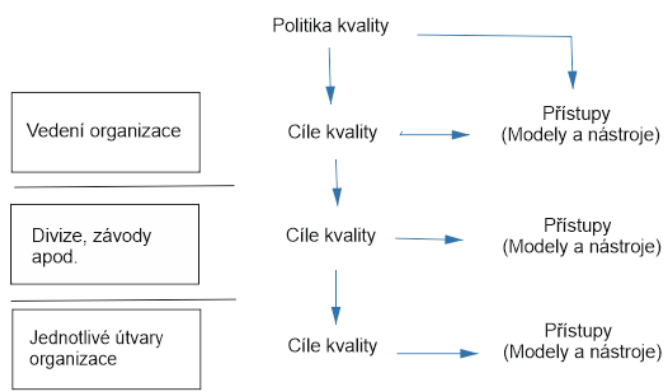 Politika kvality
Vedení organizace
Cíle kvality
Přístupy
(Modely a nástroje)
Divize, závody
apod.
Cíle kvality
Přístupy
(Modely a nástroje)
Jednotlivé útvary
organizace
Cíle kvality
Přístupy
(Modely a nástroje)